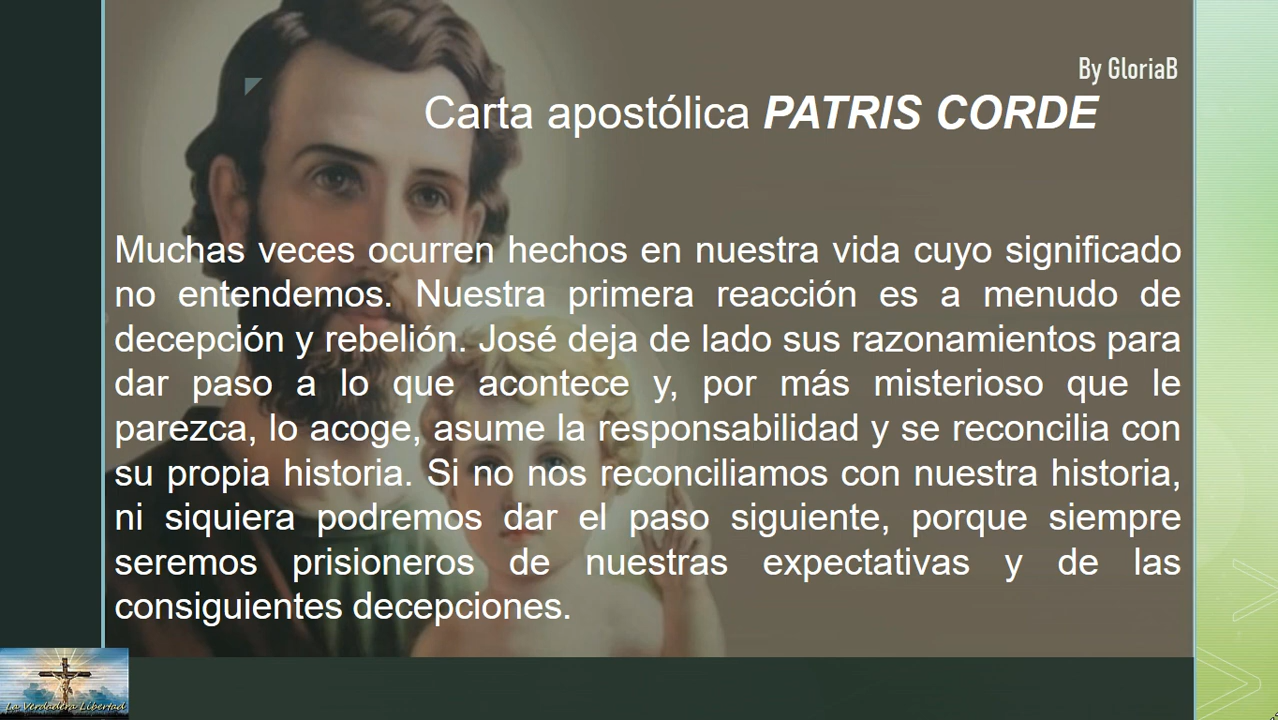 By GloriaB
Carta apostólica PATRIS CORDE
Muchas veces ocurren hechos en nuestra vida cuyo significado
no entendemos. Nuestra primera reacción es a menudo de
decepción y rebelión. José deja de lado sus razonamientos para
dar paso a lo que acontece y, por más misterioso que le
parezca, lo acoge, asume la responsabilidad y se reconcilia con
su propia historia. Si no nos reconciliamos con nuestra historia,
ni siquiera podremos dar el paso siguiente, porque siempre
seremos prisioneros de nuestras expectativas y de las
consiguientes decepciones.
La Verdadera Libertad